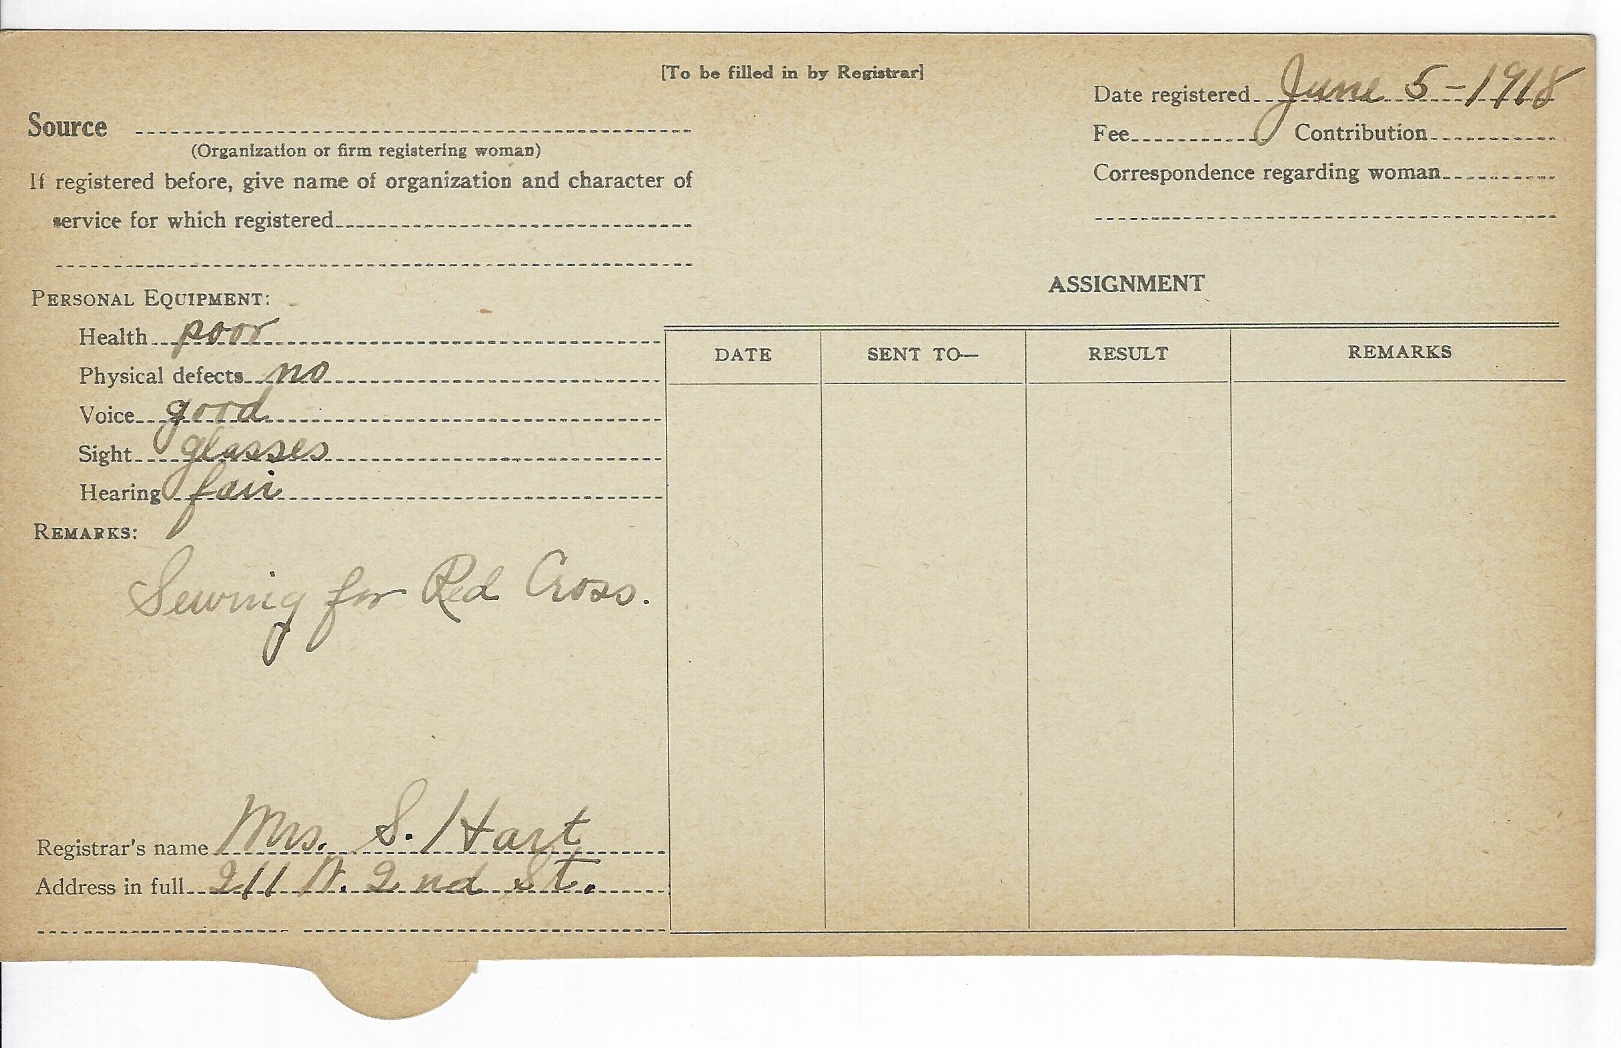 [To be filled in by Registrar]
Date registered June 5-1918
Source
Fee Contribution
(Organization or firm registering woman)
If registered before, give name of organization and character of
Correspondence regarding woman
service for which registered
ASSIGNMENT
PERSONAL EQUIPMENT:
Health poor
DATE SENT TO— RESULT REMARKS
Physical defects no
Voice good
Sight glasses
Hearing fair
REMARKS:
Sewing for Red Cross.
Registrar's name Mrs. S. Hart
Address in full 211 N. 2nd St.